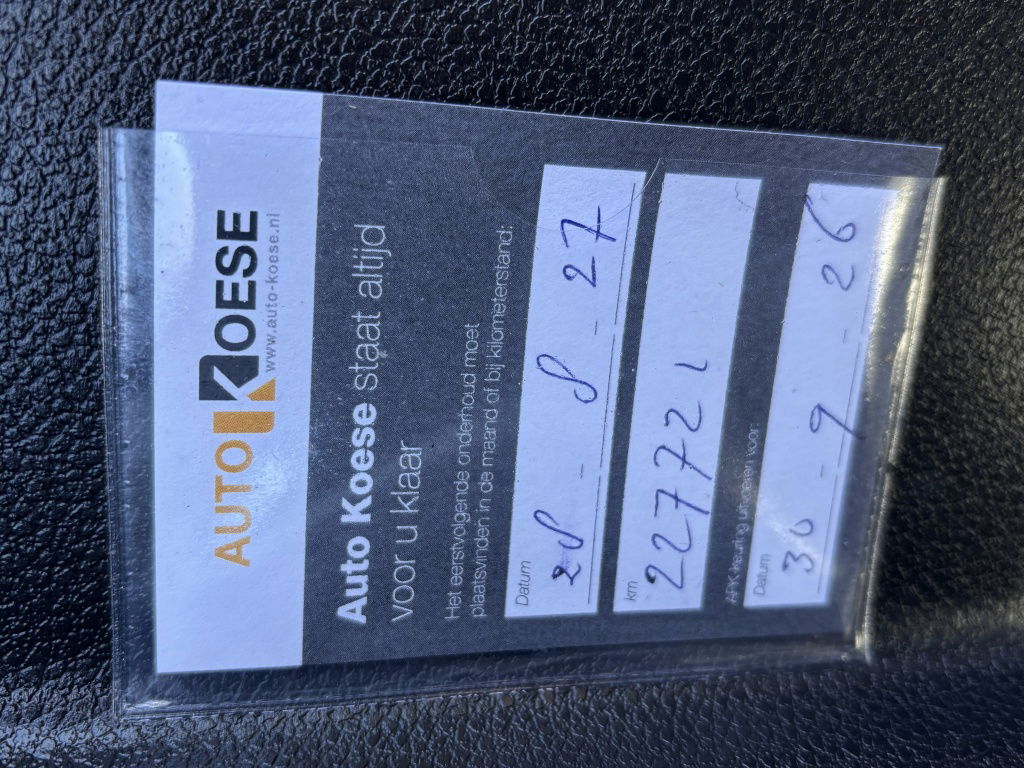 AUTO KOESE
www.auto-koese.nl
Auto Koese staat altijd
voor u klaar
Het eerstvolgende onderhoud moet
plaatsvinden in de maand of bij kilometerstand:
Datum
28 - 8 - 27
km
227721
APK-keuring uitvoeren voor:
Datum
30 - 9 - 26